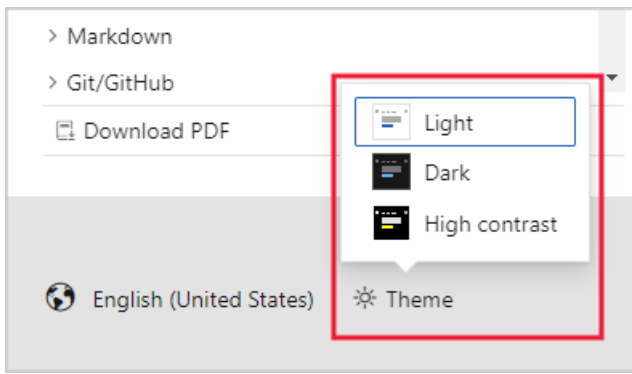 Markdown
Git/GitHub
Download PDF
Light
Dark
High contrast
English (United States)
Theme